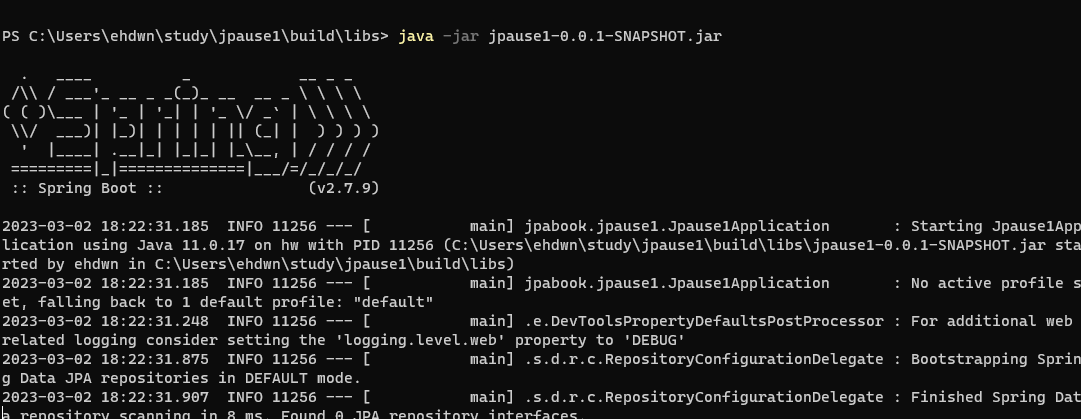 PS C:\Users\ehdwn\study\jpause1\build\libs> java -jar jpause1-0.0.1-SNAPSHOT.jar
  .   ____          _            __ _ _
 /\\ / ___'_ __ _ _(_)_ __  __ _ \ \ \ \
( ( )\___ | '_ | '_| | '_ \/ _` | \ \ \ \
 \\/  ___)| |_)| | | | | || (_| |  ) ) ) )
  '  |____| .__|_| |_|_| |_\__, | / / / /
 =========|_|==============|___/=/_/_/_/
 :: Spring Boot ::                (v2.7.9)
2023-03-02 18:22:31.185  INFO 11256 --- [           main] jpabook.jpause1.Jpause1Application       : Starting Jpause1App
lication using Java 11.0.17 on hw with PID 11256 (C:\Users\ehdwn\study\jpause1\build\libs\jpause1-0.0.1-SNAPSHOT.jar sta
rted by ehdwn in C:\Users\ehdwn\study\jpause1\build\libs)
2023-03-02 18:22:31.185  INFO 11256 --- [           main] jpabook.jpause1.Jpause1Application       : No active profile s
et, falling back to 1 default profile: "default"
2023-03-02 18:22:31.248  INFO 11256 --- [           main] .e.DevToolsPropertyDefaultsPostProcessor : For additional web 
related logging consider setting the 'logging.level.web' property to 'DEBUG'
2023-03-02 18:22:31.875  INFO 11256 --- [           main] .s.d.r.c.RepositoryConfigurationDelegate : Bootstrapping Sprin
g Data JPA repositories in DEFAULT mode.
2023-03-02 18:22:31.907  INFO 11256 --- [           main] .s.d.r.c.RepositoryConfigurationDelegate : Finished Spring Dat
a repository scanning in 8 ms. Found 0 JPA repository interfaces.